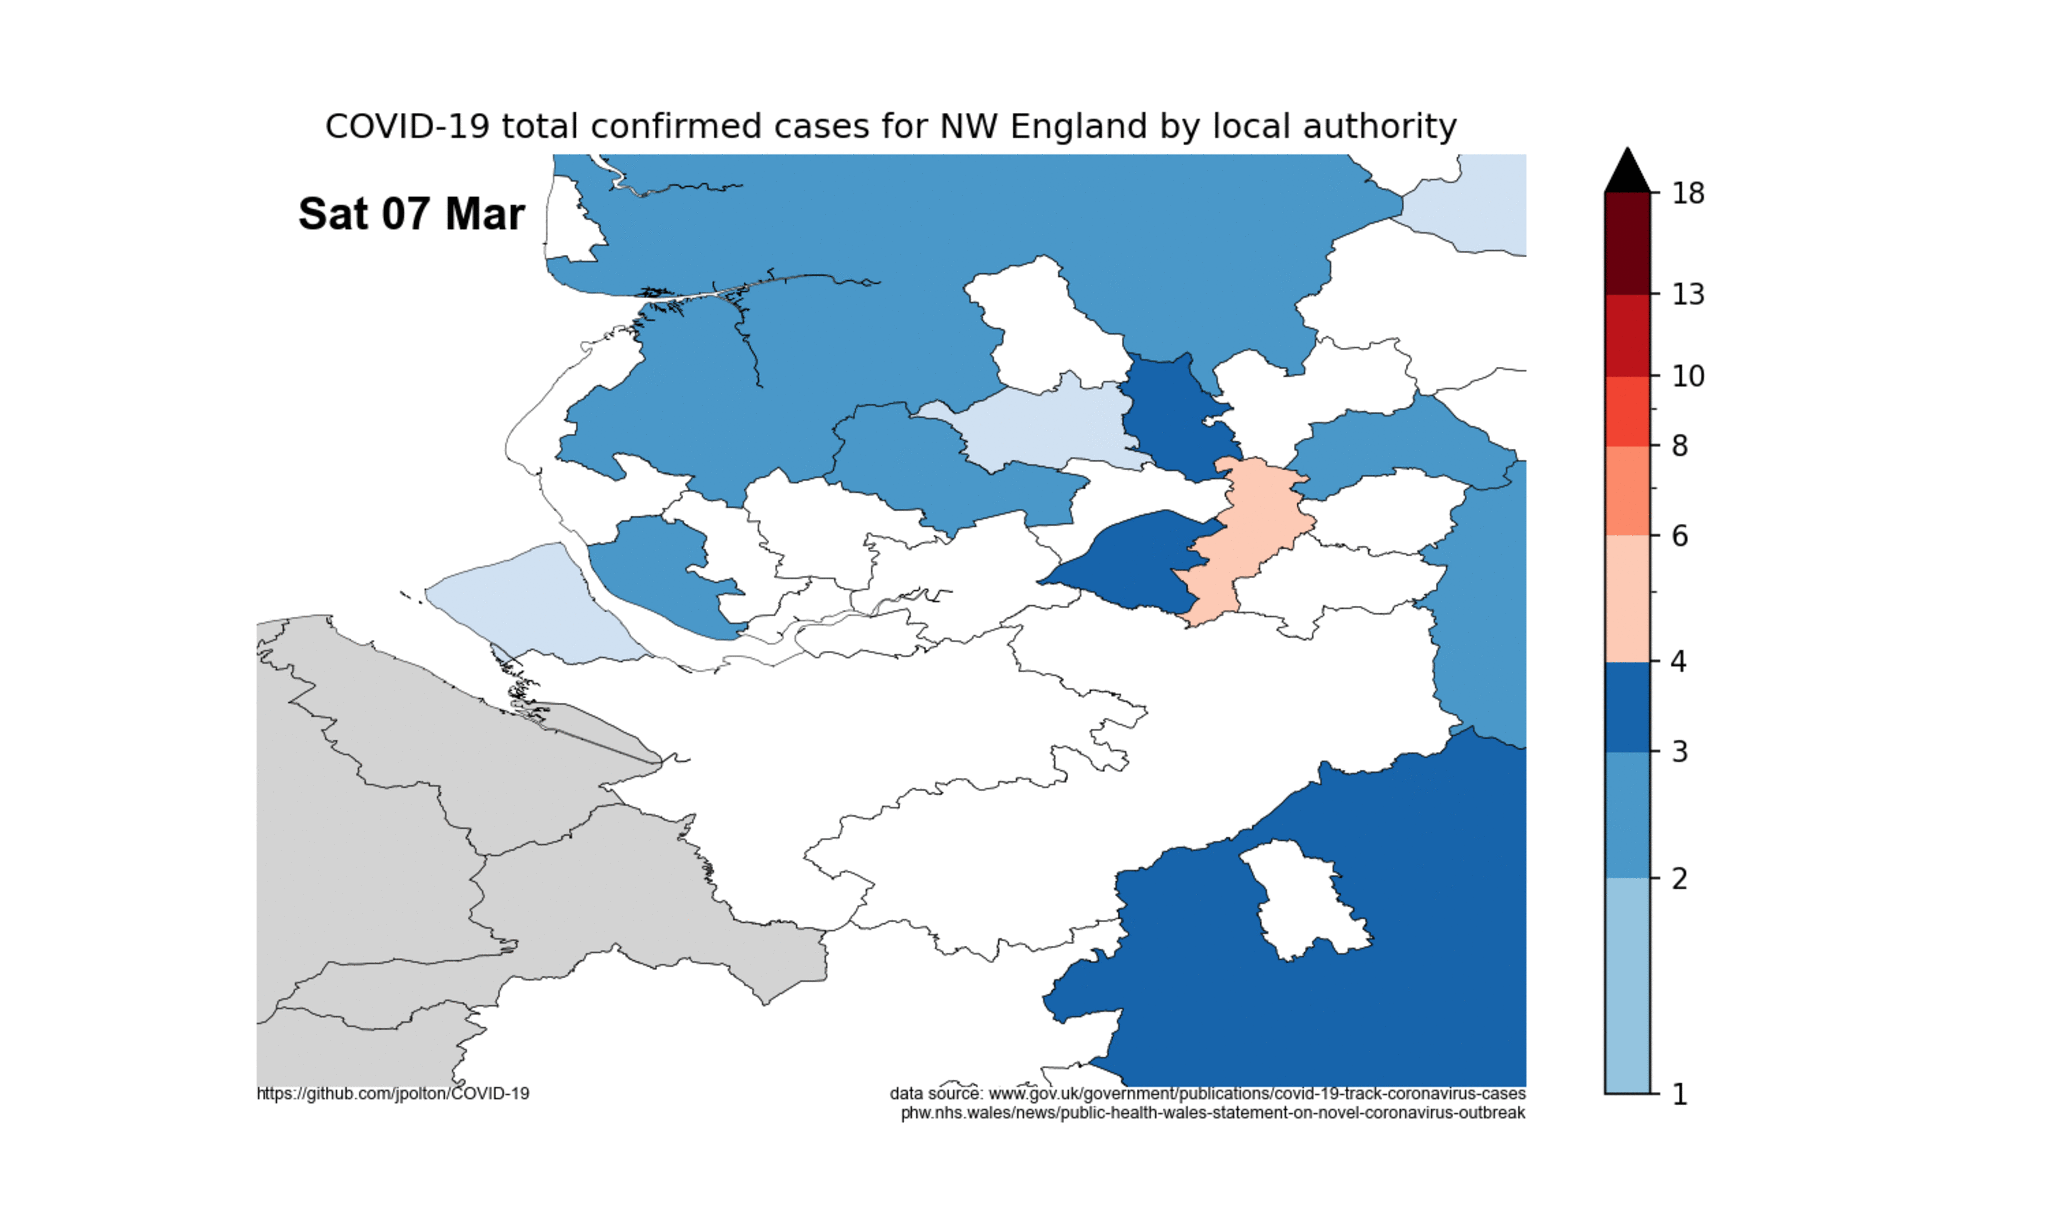 COVID-19 total confirmed cases for NW England by local authority
Sat 07 Mar
18
13
10
8
6
4
3
2
1
https://github.com/jpolton/COVID-19
data source: www.gov.uk/government/publications/covid-19-track-coronavirus-cases
phw.nhs.wales/news/public-health-wales-statement-on-novel-coronavirus-outbreak